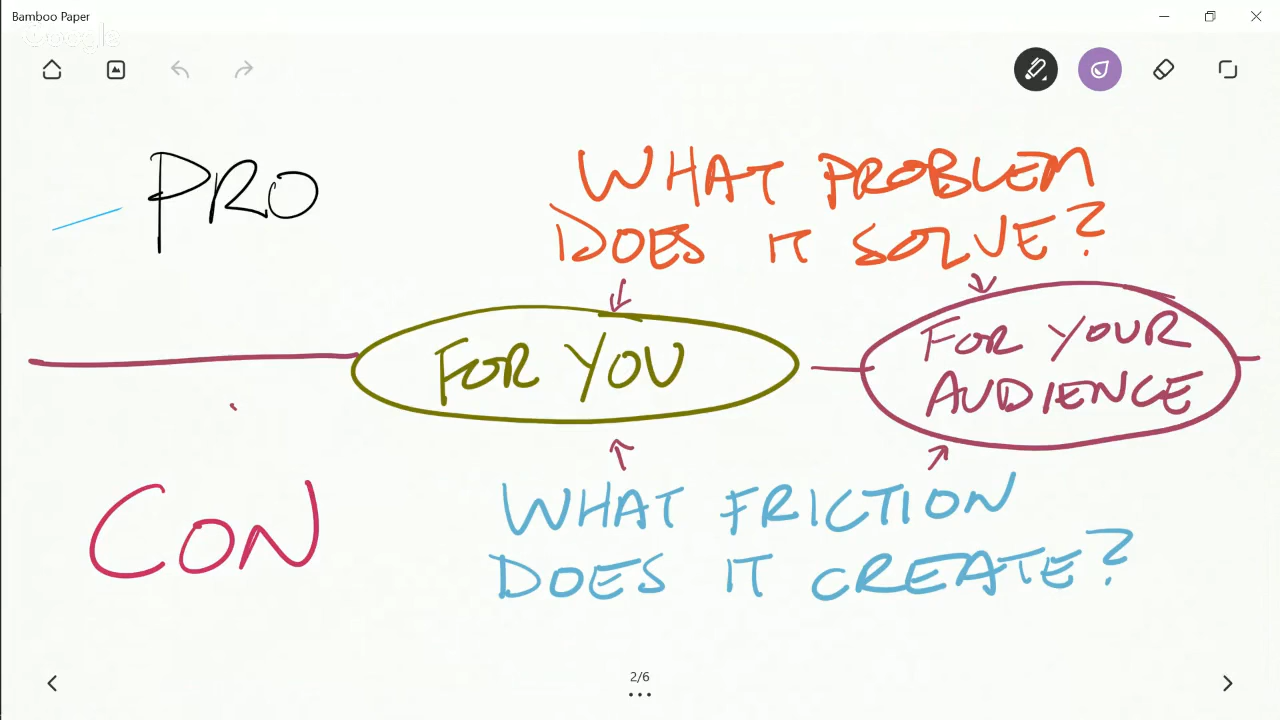 Bamboo Paper
Google
PRO
WHAT PROBLEM
DOES IT SOLVE?
FOR YOU
FOR YOUR
AUDIENCE
CON
WHAT FRICTION
DOES IT CREATE?
2/6